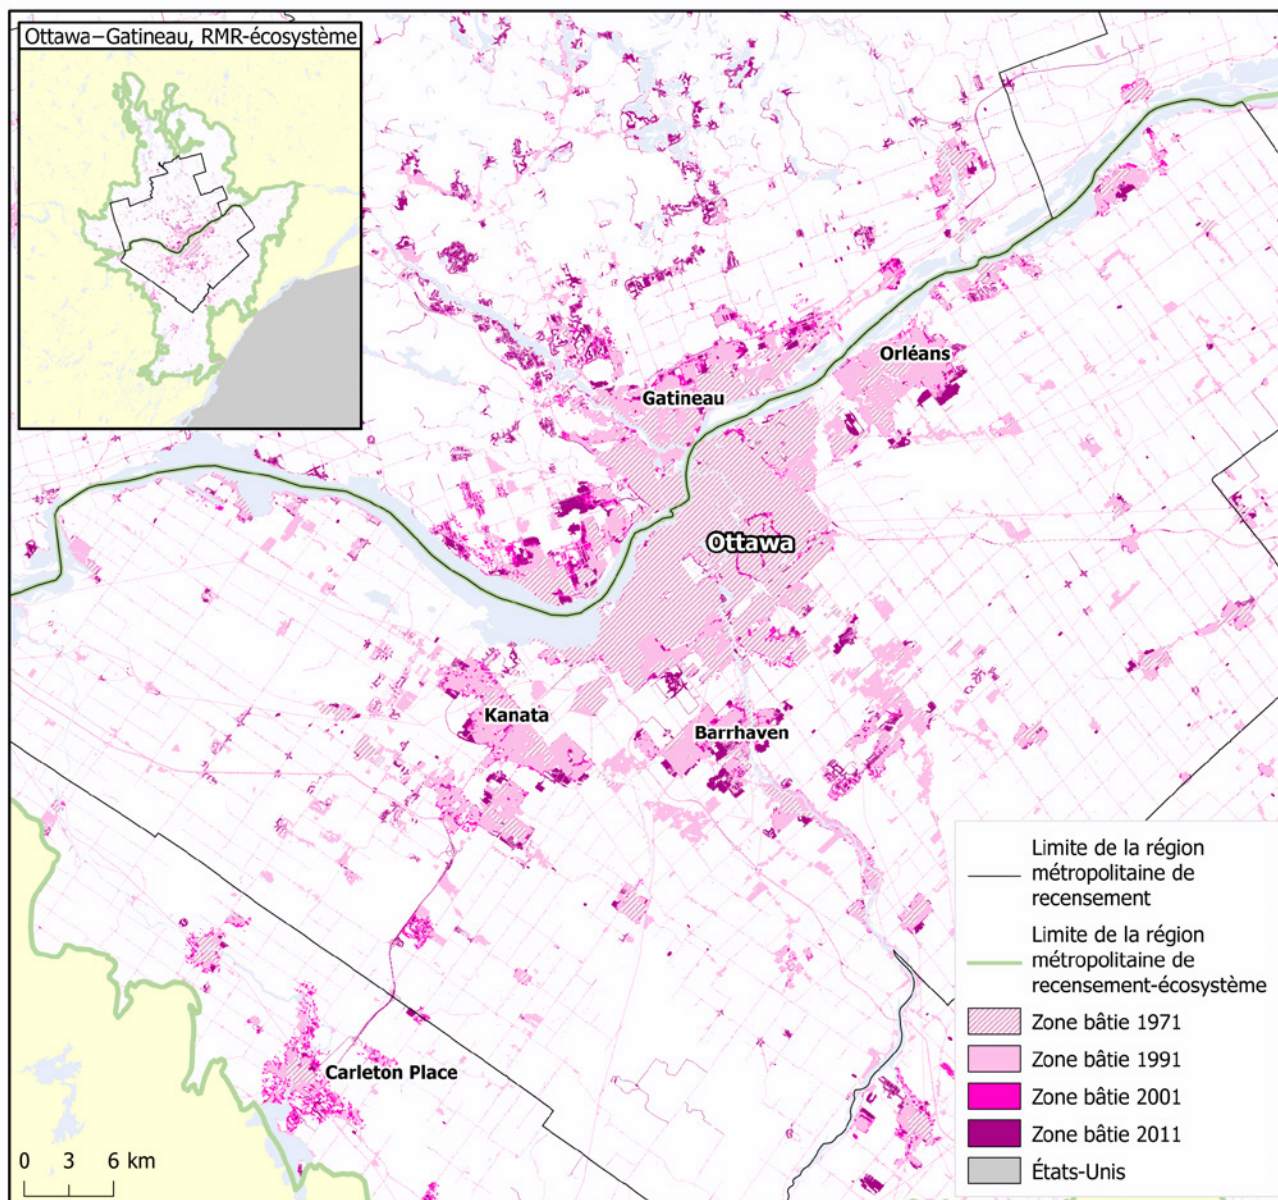 Ottawa–Gatineau, RMR-écosystème
Orléans
Gatineau
Ottawa
Kanata
Barrhaven
Carleton Place
0 3 6 km
Limite de la région
métropolitaine de
recensement
Limite de la région
métropolitaine de
recensement-écosystème
Zone bâtie 1971
Zone bâtie 1991
Zone bâtie 2001
Zone bâtie 2011
États-Unis